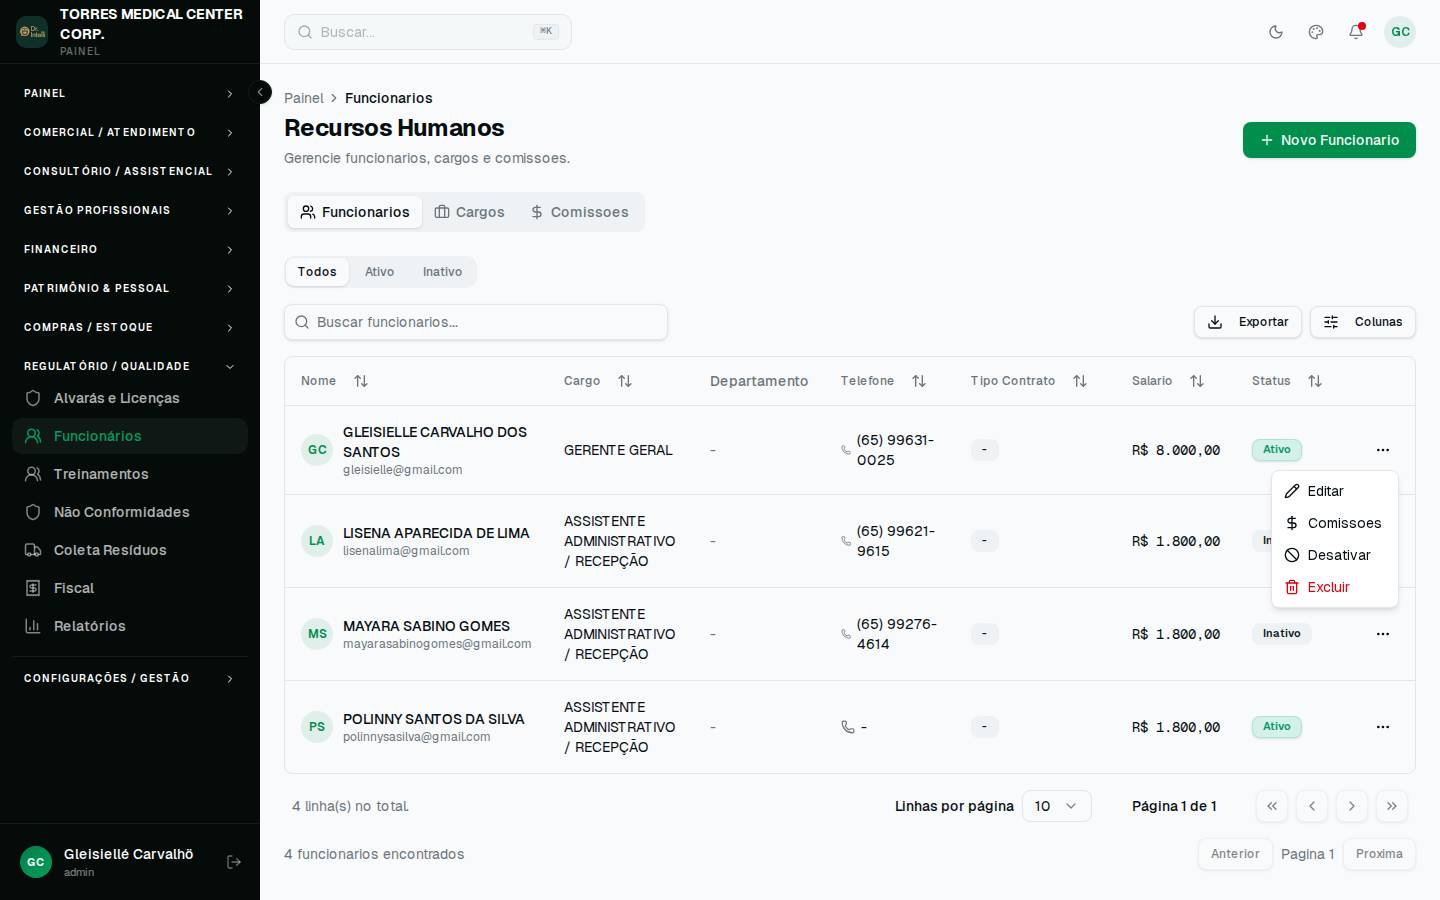 TORRES MEDICAL CENTER
CORP.
PAINEL
PAINEL
COMERCIAL / ATENDIMENTO
CONSULTÓRIO / ASSISTENCIAL
GESTÃO PROFISSIONAIS
FINANCEIRO
PATRIMÔNIO & PESSOAL
COMPRAS / ESTOQUE
REGULATÓRIO / QUALIDADE
Alvarás e Licenças
Funcionários
Treinamentos
Não Conformidades
Coleta Resíduos
Fiscal
Relatórios
CONFIGURAÇÕES / GESTÃO
GC
Gleisiellé Carvalhö
admin
Buscar...
⌘K
GC
Painel
Funcionarios
Recursos Humanos
Gerencie funcionarios, cargos e comissoes.
Novo Funcionario
Funcionarios
Cargos
Comissoes
Todos
Ativo
Inativo
Buscar funcionarios...
Exportar
Colunas
Nome
Cargo
Departamento
Telefone
Tipo Contrato
Salario
Status
GC
GLEISIELLE CARVALHO DOS
SANTOS
gleisielle@gmail.com
GERENTE GERAL
-
(65) 99631-
0025
-
R$ 8.000,00
Ativo
Editar
Comissoes
Desativar
Excluir
LA
LISENA APARECIDA DE LIMA
lisenalima@gmail.com
ASSISTENTE
ADMINISTRATIVO
/ RECEPÇÃO
-
(65) 99621-
9615
-
R$ 1.800,00
In
MS
MAYARA SABINO GOMES
mayarasabinogomes@gmail.com
ASSISTENTE
ADMINISTRATIVO
/ RECEPÇÃO
-
(65) 99276-
4614
-
R$ 1.800,00
Inativo
PS
POLINNY SANTOS DA SILVA
polinnysasilva@gmail.com
ASSISTENTE
ADMINISTRATIVO
/ RECEPÇÃO
-
-
-
R$ 1.800,00
Ativo
4 linha(s) no total.
Linhas por página
10
Página 1 de 1
4 funcionarios encontrados
Anterior
Pagina 1
Proxima